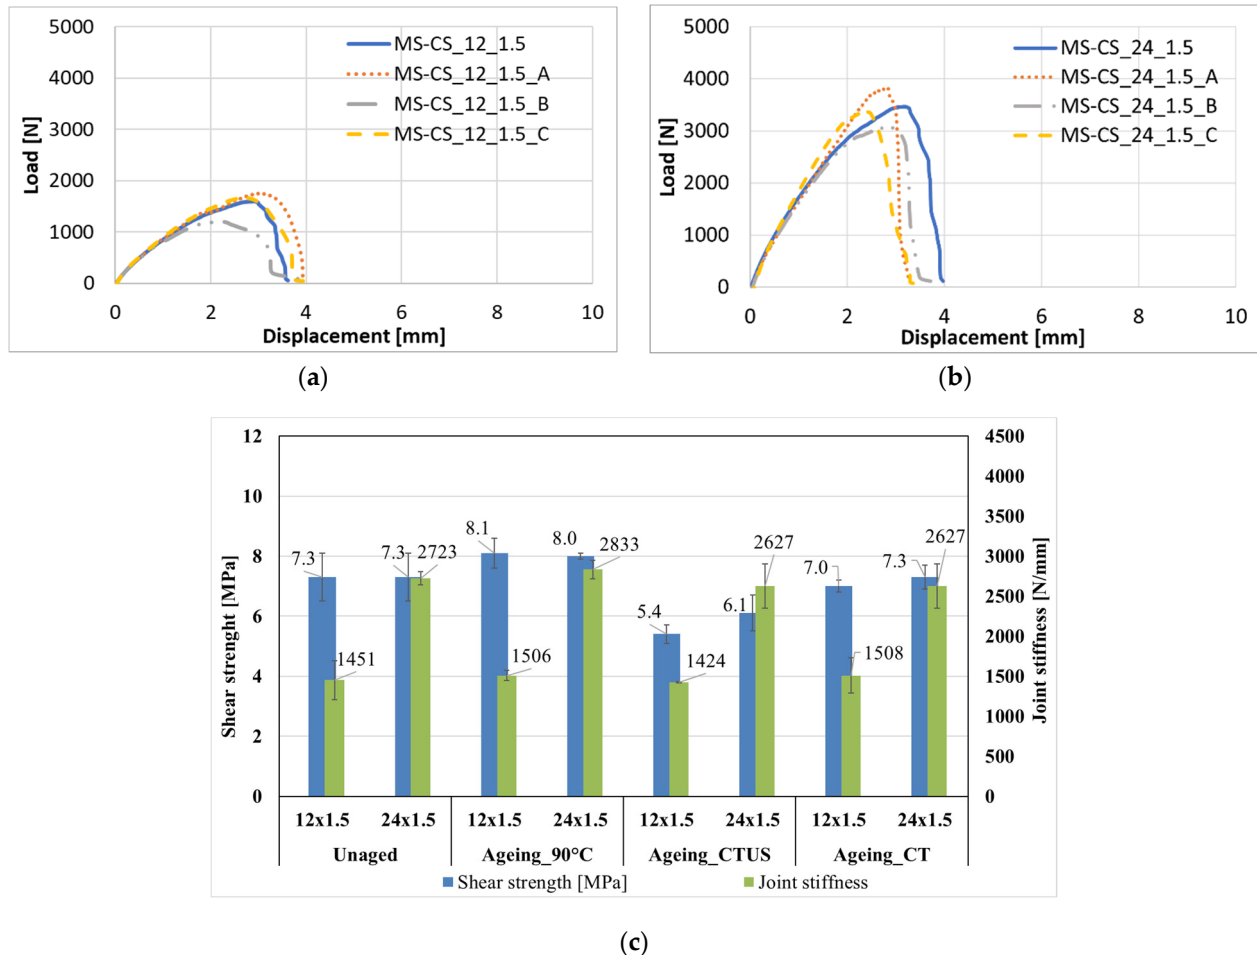 5000
4000
3000
2000
1000
0
Load [N]
MS-CS_12_1.5
MS-CS_12_1.5_A
MS-CS_12_1.5_B
MS-CS_12_1.5_C
0 2 4 6 8 10
Displacement [mm]
(a)
5000
4000
3000
2000
1000
0
Load [N]
MS-CS_24_1.5
MS-CS_24_1.5_A
MS-CS_24_1.5_B
MS-CS_24_1.5_C
0 2 4 6 8 10
Displacement [mm]
(b)
12
10
8
6
4
2
0
Shear strenght [MPa]
7.3
1451
7.3
2723
8.1
1506
8.0
2833
5.4
1424
6.1
2627
7.0
1508
7.3
2627
4500
4000
3500
3000
2500
2000
1500
1000
500
0
Joint stiffness [N/mm]
12x1.5 24x1.5 12x1.5 24x1.5 12x1.5 24x1.5 12x1.5 24x1.5
Unaged Ageing_90°C Ageing_CTUS Ageing_CT
Shear strength [MPa] Joint stiffness
(c)